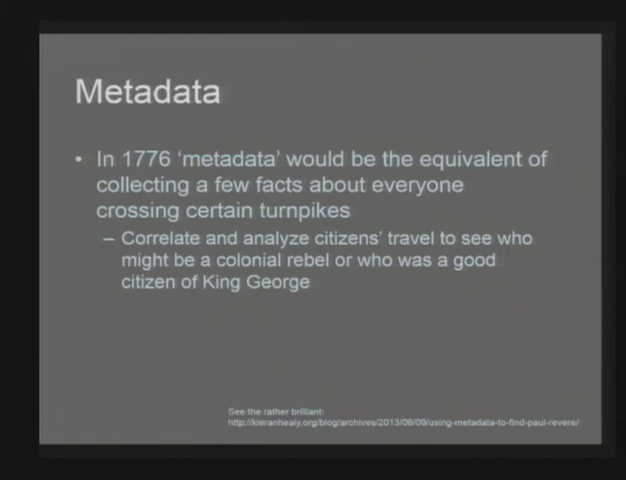 Metadata
• In 1776 ‘metadata’ would be the equivalent of
collecting a few facts about everyone
crossing certain turnpikes
– Correlate and analyze citizens’ travel to see who
might be a colonial rebel or who was a good
citizen of King George
See the rather brilliant:
http://kieranhealy.org/blog/archives/2013/06/09/using-metadata-to-find-paul-revere/